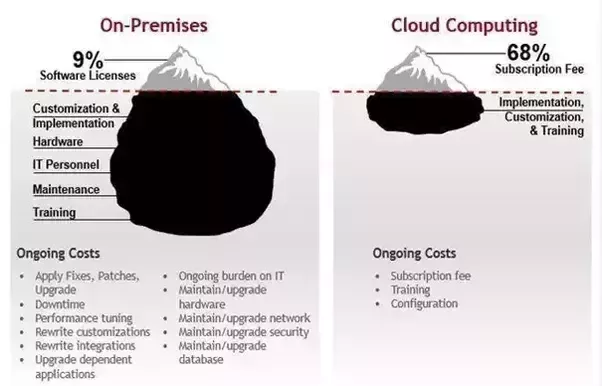 On-Premises
9%
Software Licenses
Customization &
Implementation
Hardware
IT Personnel
Maintenance
Training
Ongoing Costs
• Apply Fixes, Patches,
Upgrade
• Downtime
• Performance tuning
• Rewrite customizations
• Rewrite integrations
• Upgrade dependent
applications
• Ongoing burden on IT
• Maintain/upgrade
hardware
• Maintain/upgrade network
• Maintain/upgrade security
• Maintain/upgrade
database
Cloud Computing
68%
Subscription Fee
Implementation,
Customization,
& Training
Ongoing Costs
• Subscription fee
• Training
• Configuration